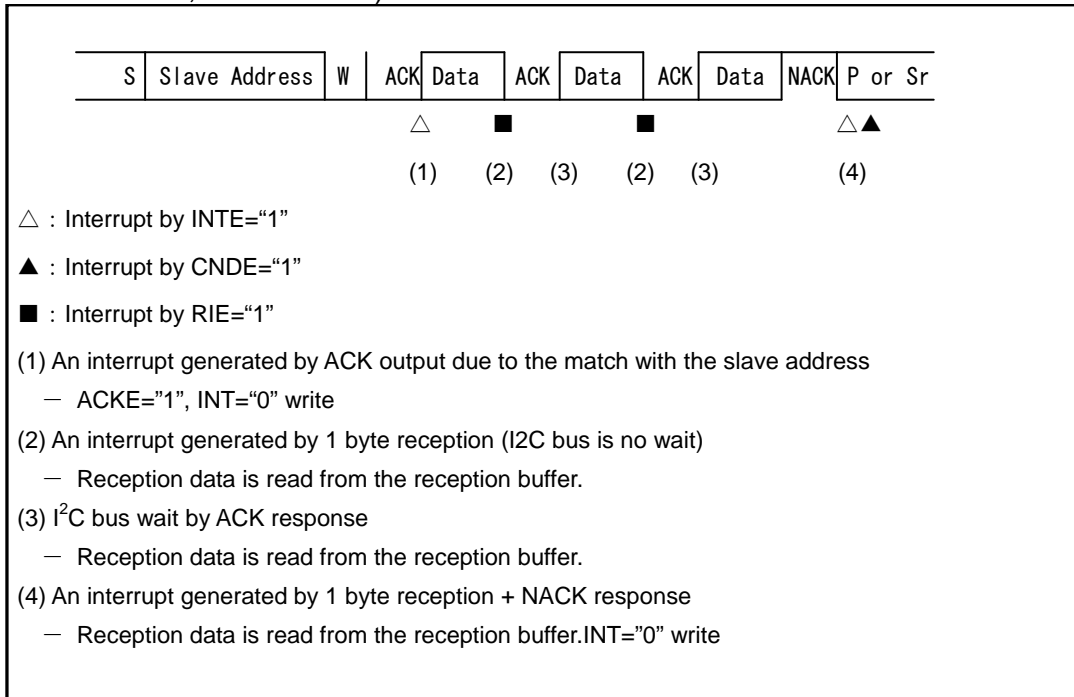 S Slave Address W ACK Data ACK Data ACK Data NACK P or Sr
△ ■ ■ △▲
(1) (2) (3) (2) (3) (4)
△ : Interrupt by INTE=“1”
▲ : Interrupt by CNDE=“1”
■ : Interrupt by RIE=“1”
(1) An interrupt generated by ACK output due to the match with the slave address
－ ACKE=”1”, INT=“0” write
(2) An interrupt generated by 1 byte reception (I2C bus is no wait)
－ Reception data is read from the reception buffer.
(3) I²C bus wait by ACK response
－ Reception data is read from the reception buffer.
(4) An interrupt generated by 1 byte reception + NACK response
－ Reception data is read from the reception buffer.INT=”0” write